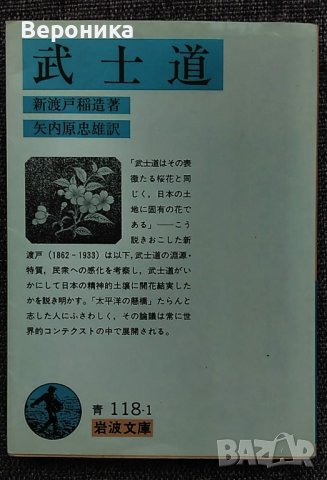 Вероника
武士道
新渡戸稲造著
矢内原忠雄訳
「武士道はその表
徴たる桜花と同
じく，日本の土
地に固有の花で
ある」――こう
説きおこした新
渡戸（1862－1933）は以下，武士道の淵源・
特質，民衆への感化を考察し，武士道がい
かにして日本の精神的土壌に開花結実した
かを説き明かす．「太平洋の懸橋」たらんと
志した人にふさわしく，その論議は常に世
界的コンテクストの中で展開される．
青 118-1
岩波文庫
BAZAR